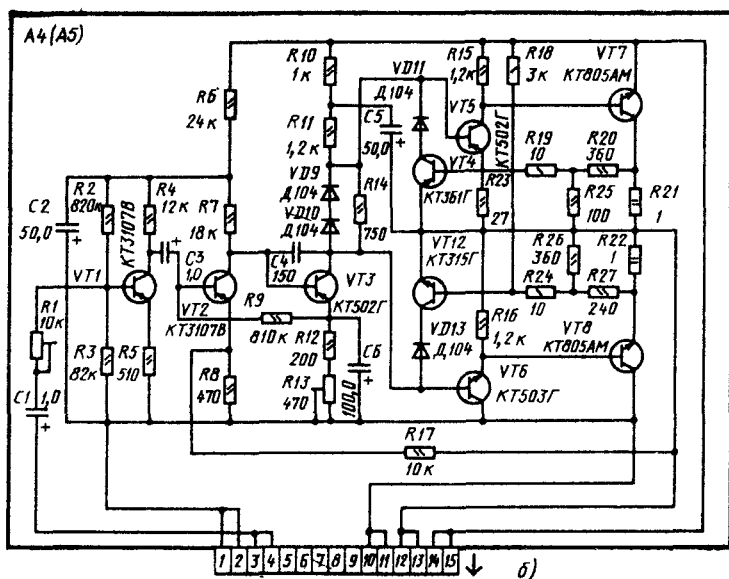 А4(А5)
R10
1к
R15
1,2к
R18
3к
VT7
КТ805АМ
VD11
Д104
VT5
КТ502Г
R6
24к
R11
1,2к
C5
50,0
+
VT4
КТ361Г
R19
10
R20
360
R2
820к
R4
12к
C2
50,0
+
КТ3107В
R7
18к
VD9
Д104
VD10
Д104
R14
750
R23
27
R25
100
R21
1
VT12
КТ315Г
R26
360
R22
1
VT1
C3
1,0
+
C4
150
VT3
КТ502Г
R24
10
R27
240
R1
10к
VT2
КТ3107В
R9
810к
R16
1,2к
VD13
Д104
VT8
КТ805АМ
R3
82к
R5
510
R8
470
R12
200
R13
470
C6
100,0
+
VT6
КТ503Г
C1
1,0
+
R17
10к
1 2 3 4 5 6 7 8 9 10 11 12 13 14 15
б)